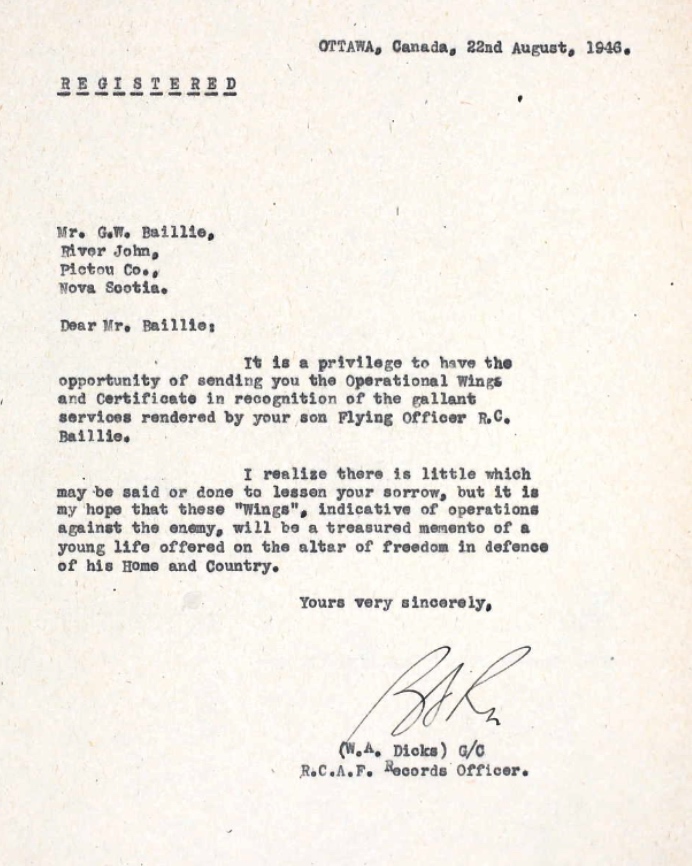 OTTAWA, Canada, 22nd August, 1946.
REGISTERED
Mr. G.W. Baillie,
River John,
Pictou Co.,
Nova Scotia.
Dear Mr. Baillie:
It is a privilege to have the
opportunity of sending you the Operational Wings
and Certificate in recognition of the gallant
services rendered by your son Flying Officer R.C.
Baillie.
I realize there is little which
may be said or done to lessen your sorrow, but it is
my hope that these "Wings", indicative of operations
against the enemy, will be a treasured memento of a
young life offered on the altar of freedom in defence
of his Home and Country.
Yours very sincerely,
(W.A. Dicks) G/C
R.C.A.F. Records Officer.